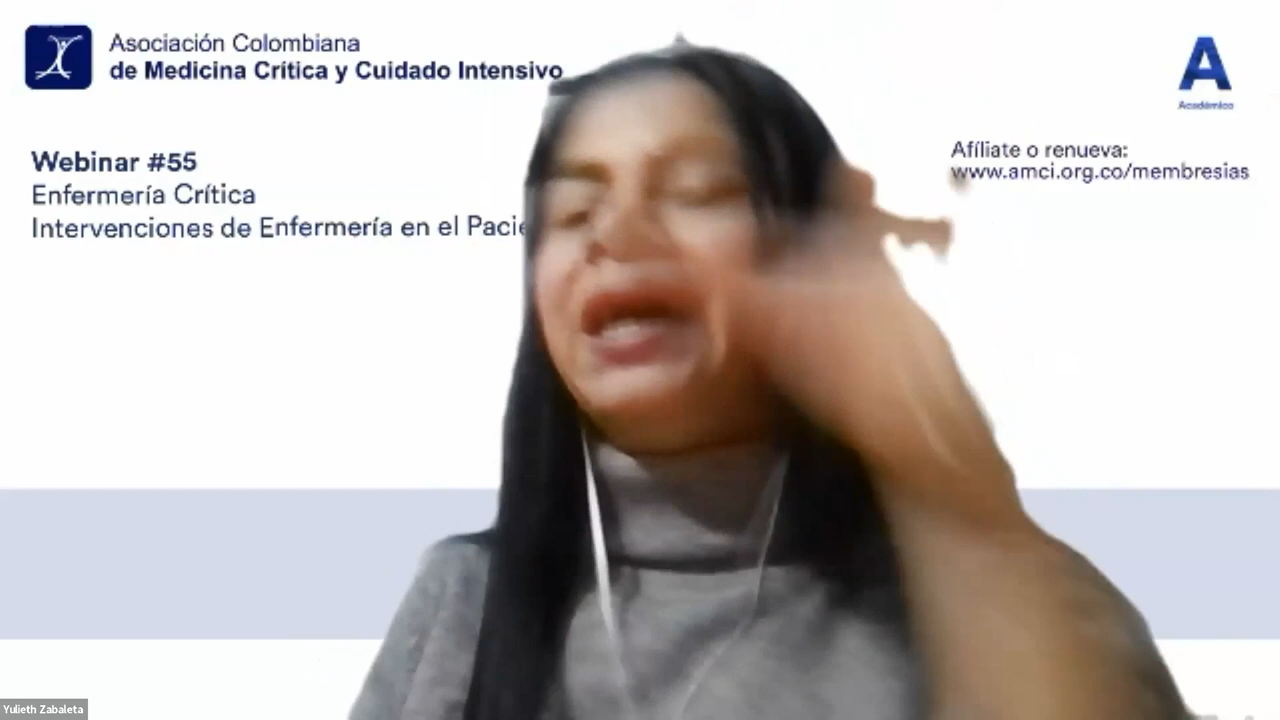 Asociación Colombiana
de Medicina Crítica y Cuidado Intensivo
A
Académico
Webinar #55
Enfermería Crítica
Intervenciones de Enfermería en el Pacie
Afíliate o renueva:
www.amci.org.co/membresias
Yulieth Zabaleta